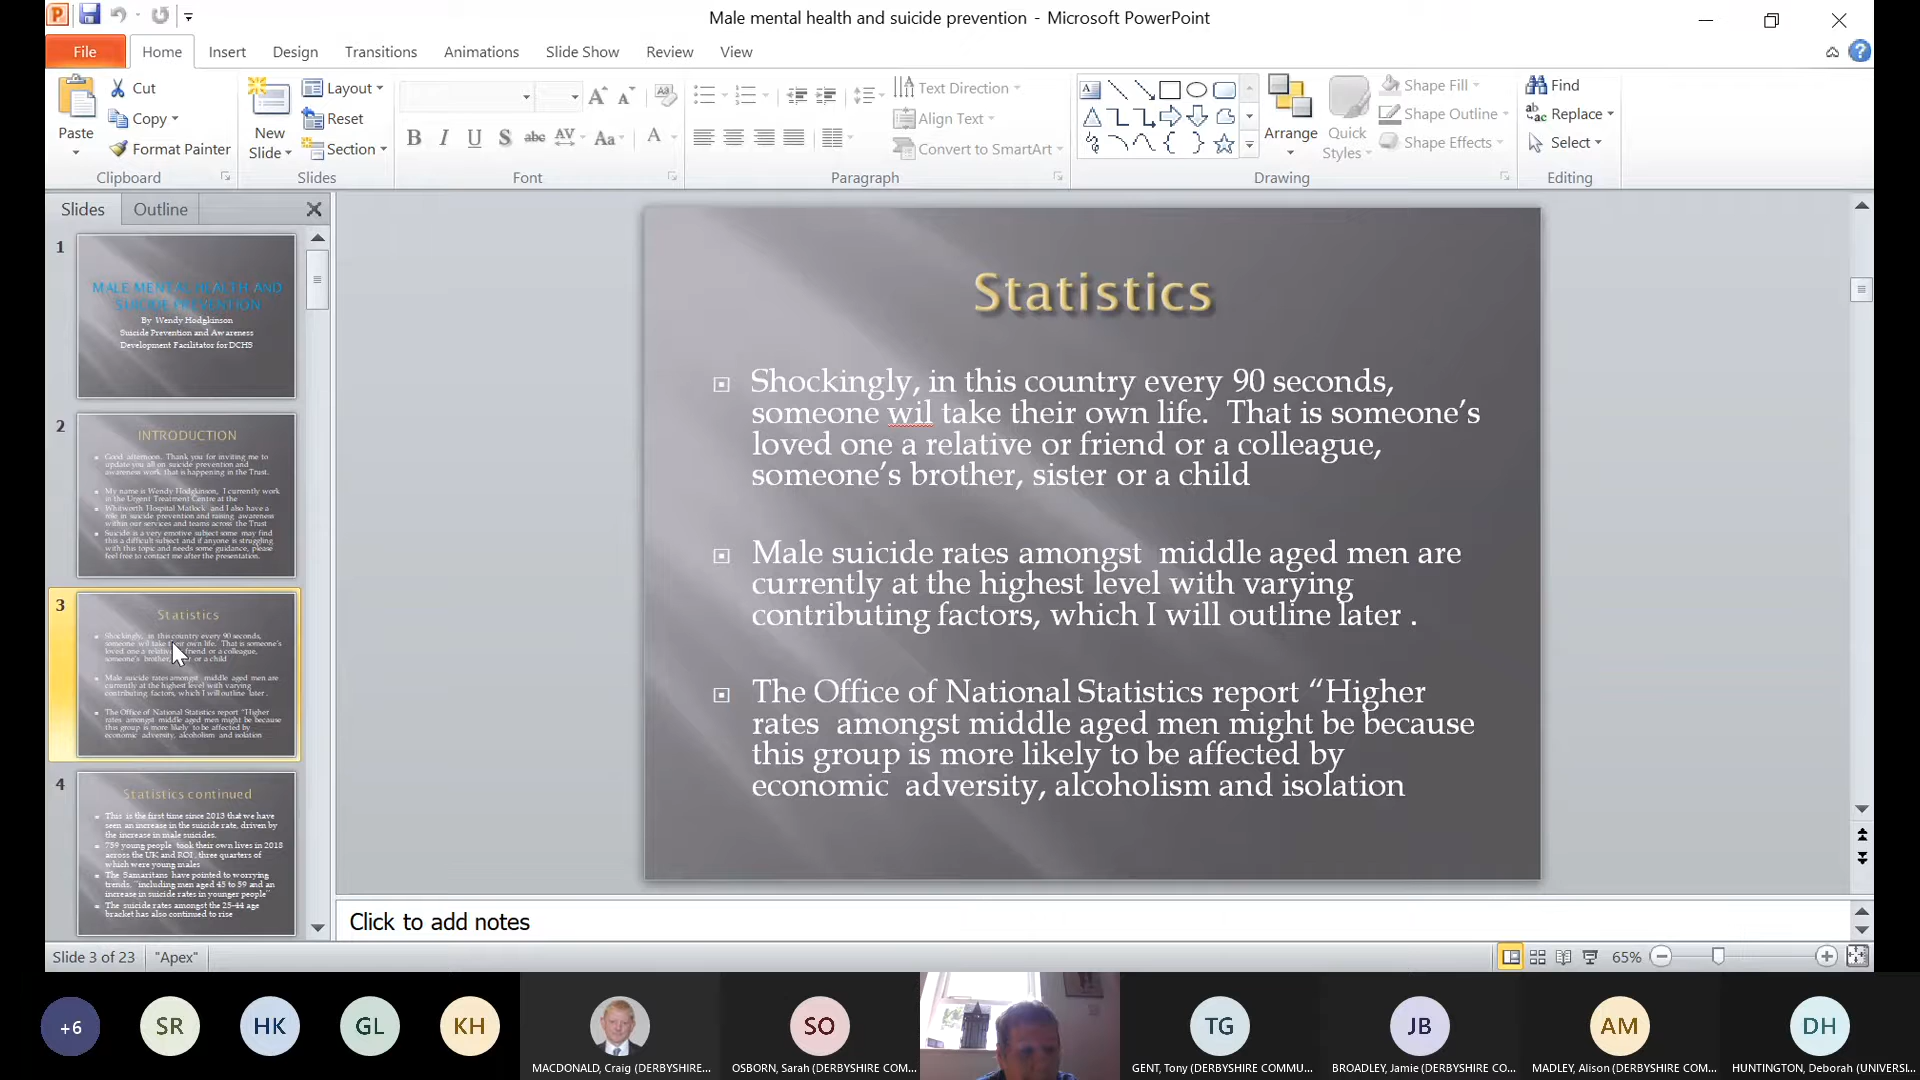 Male mental health and suicide prevention - Microsoft PowerPoint
File Home Insert Design Transitions Animations Slide Show Review View
Paste
Cut
Copy
Format Painter
Clipboard
New
Slide
Layout
Reset
Section
Slides
Font
Text Direction
Align Text
Convert to SmartArt
Paragraph
Arrange
Quick
Styles
Shape Fill
Shape Outline
Shape Effects
Drawing
Find
Replace
Select
Editing
Slides Outline
1
MALE MENTAL HEALTH AND
SUICIDE PREVENTION
By Wendy Hodgkinson
Suicide Prevention and Awareness
Development Facilitator for DCHS
2
INTRODUCTION
Good afternoon. Thank you for inviting me to
update you all on suicide prevention and
awareness work that is happening in the Trust.
My name is Wendy Hodgkinson, I currently work
in the Urgent Treatment Centre at the
Whitworth Hospital Matlock and I also have a
role in suicide prevention and raising awareness
within our services and teams across the Trust
Suicide is a very emotive subject some may find
this a difficult subject and if anyone is struggling
with this topic and needs some guidance, please
feel free to contact me after the presentation.
3
Statistics
Shockingly, in this country every 90 seconds,
someone wil take their own life. That is someone's
loved one a relative friend or a colleague,
someone's brother or a child
Male suicide rates amongst middle aged men are
currently at the highest level with varying
contributing factors, which I will outline later .
The Office of National Statistics report "Higher
rates amongst middle aged men might be because
this group is more likely to be affected by
economic adversity, alcoholism and isolation
4
Statistics continued
This is the first time since 2013 that we have
seen an increase in the suicide rate, driven by
the increase in male suicides.
759 young people took their own lives in 2018
across the UK and ROI , three quarters of
which were young males
The Samaritans have pointed to worrying
trends, "including men aged 45 to 59 and an
increase in suicide rates in younger people"
The suicide rates amongst the 25-44 age
bracket has also continued to rise
Statistics
Shockingly, in this country every 90 seconds,
someone wil take their own life. That is someone's
loved one a relative or friend or a colleague,
someone's brother, sister or a child
Male suicide rates amongst middle aged men are
currently at the highest level with varying
contributing factors, which I will outline later .
The Office of National Statistics report "Higher
rates amongst middle aged men might be because
this group is more likely to be affected by
economic adversity, alcoholism and isolation
Click to add notes
Slide 3 of 23 "Apex" 65%
+6 SR HK GL KH SO TG JB AM DH
MACDONALD, Craig (DERBYSHIRE...
OSBORN, Sarah (DERBYSHIRE COM...
GENT, Tony (DERBYSHIRE COMMU...
BROADLEY, Jamie (DERBYSHIRE CO...
MADLEY, Alison (DERBYSHIRE COM...
HUNTINGTON, Deborah (UNIVERSI...